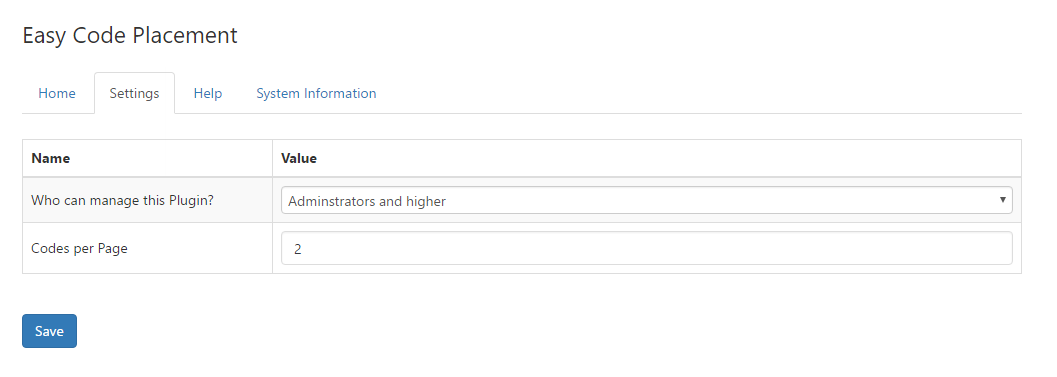 Easy Code Placement
Home Settings Help System Information
Name Value
Who can manage this Plugin? Adminstrators and higher
Codes per Page 2
Save